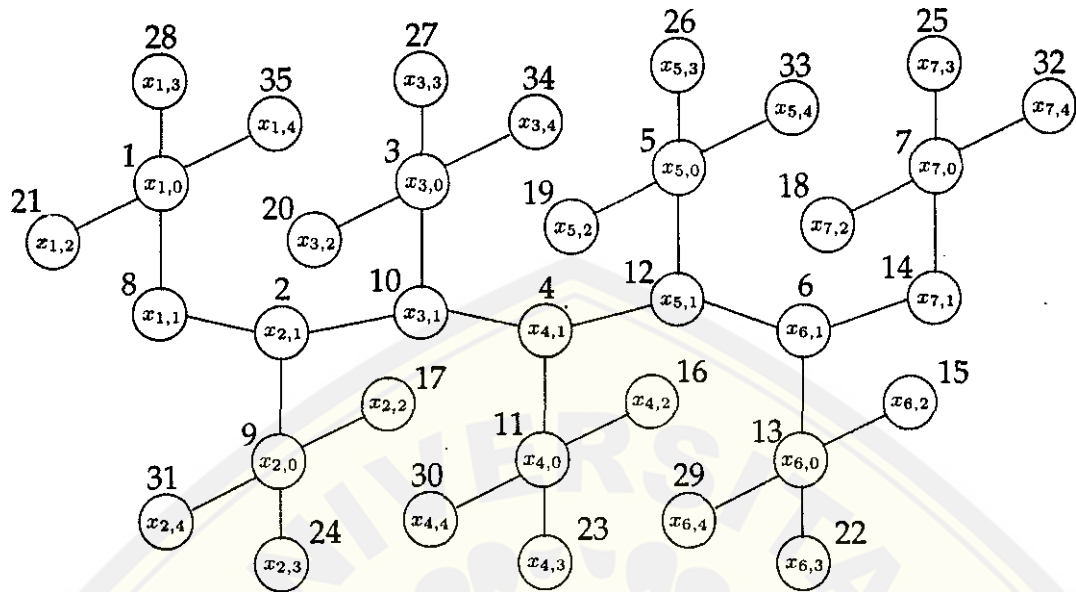 28
27
26
25
x1,3
x3,3
x5,3
x7,3
35
34
33
32
x1,4
x3,4
x5,4
x7,4
1
3
5
7
x1,0
x3,0
x5,0
x7,0
21
20
19
18
x1,2
x3,2
x5,2
x7,2
8
2
10
4
12
6
14
x1,1
x2,1
x3,1
x4,1
x5,1
x6,1
x7,1
17
16
15
x2,2
x4,2
x6,2
9
11
13
x2,0
x4,0
x6,0
31
30
29
x2,4
x4,4
x6,4
24
23
22
x2,3
x4,3
x6,3
NIVERSITA